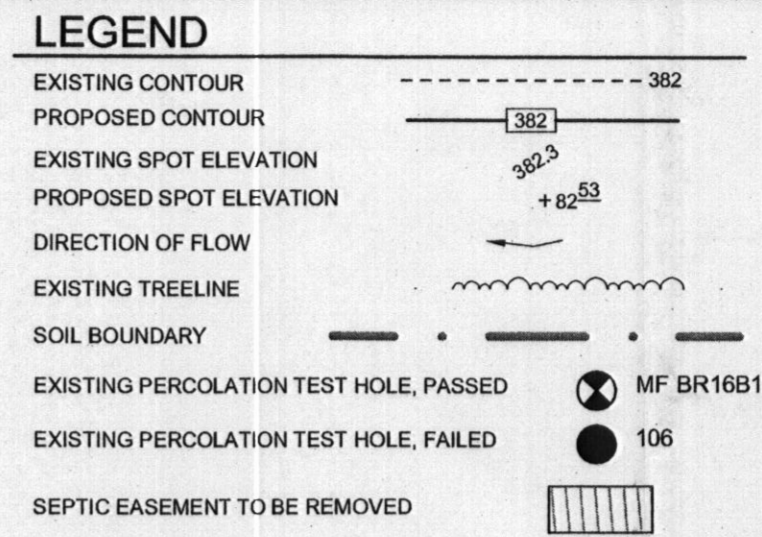 LEGEND
EXISTING CONTOUR 382
PROPOSED CONTOUR 382
EXISTING SPOT ELEVATION 382.3
PROPOSED SPOT ELEVATION +82 53
DIRECTION OF FLOW
EXISTING TREELINE
SOIL BOUNDARY
EXISTING PERCOLATION TEST HOLE, PASSED MF BR16B1
EXISTING PERCOLATION TEST HOLE, FAILED 106
SEPTIC EASEMENT TO BE REMOVED